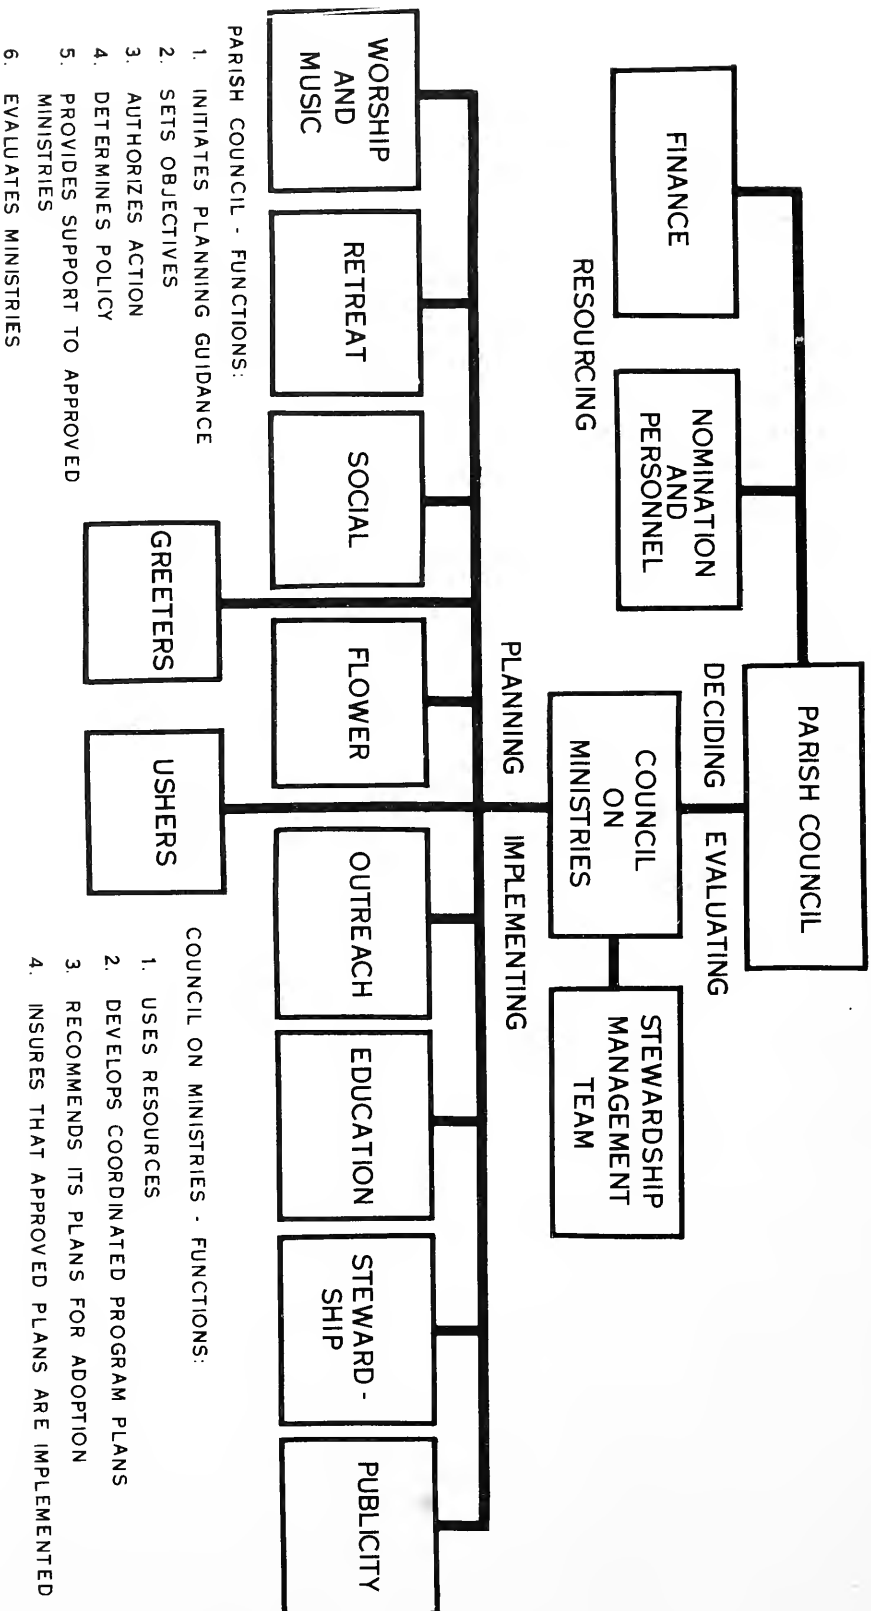 PARISH COUNCIL
FINANCE
NOMINATION
AND
PERSONNEL
RESOURCING
DECIDING
EVALUATING
COUNCIL
ON
MINISTRIES
STEWARDSHIP
MANAGEMENT
TEAM
PLANNING
IMPLEMENTING
WORSHIP
AND
MUSIC
RETREAT
SOCIAL
FLOWER
OUTREACH
EDUCATION
STEWARD-
SHIP
PUBLICITY
GREETERS
USHERS
PARISH COUNCIL - FUNCTIONS:
1. INITIATES PLANNING GUIDANCE
2. SETS OBJECTIVES
3. AUTHORIZES ACTION
4. DETERMINES POLICY
5. PROVIDES SUPPORT TO APPROVED
MINISTRIES
6. EVALUATES MINISTRIES
COUNCIL ON MINISTRIES - FUNCTIONS:
1. USES RESOURCES
2. DEVELOPS COORDINATED PROGRAM PLANS
3. RECOMMENDS ITS PLANS FOR ADOPTION
4. INSURES THAT APPROVED PLANS ARE IMPLEMENTED